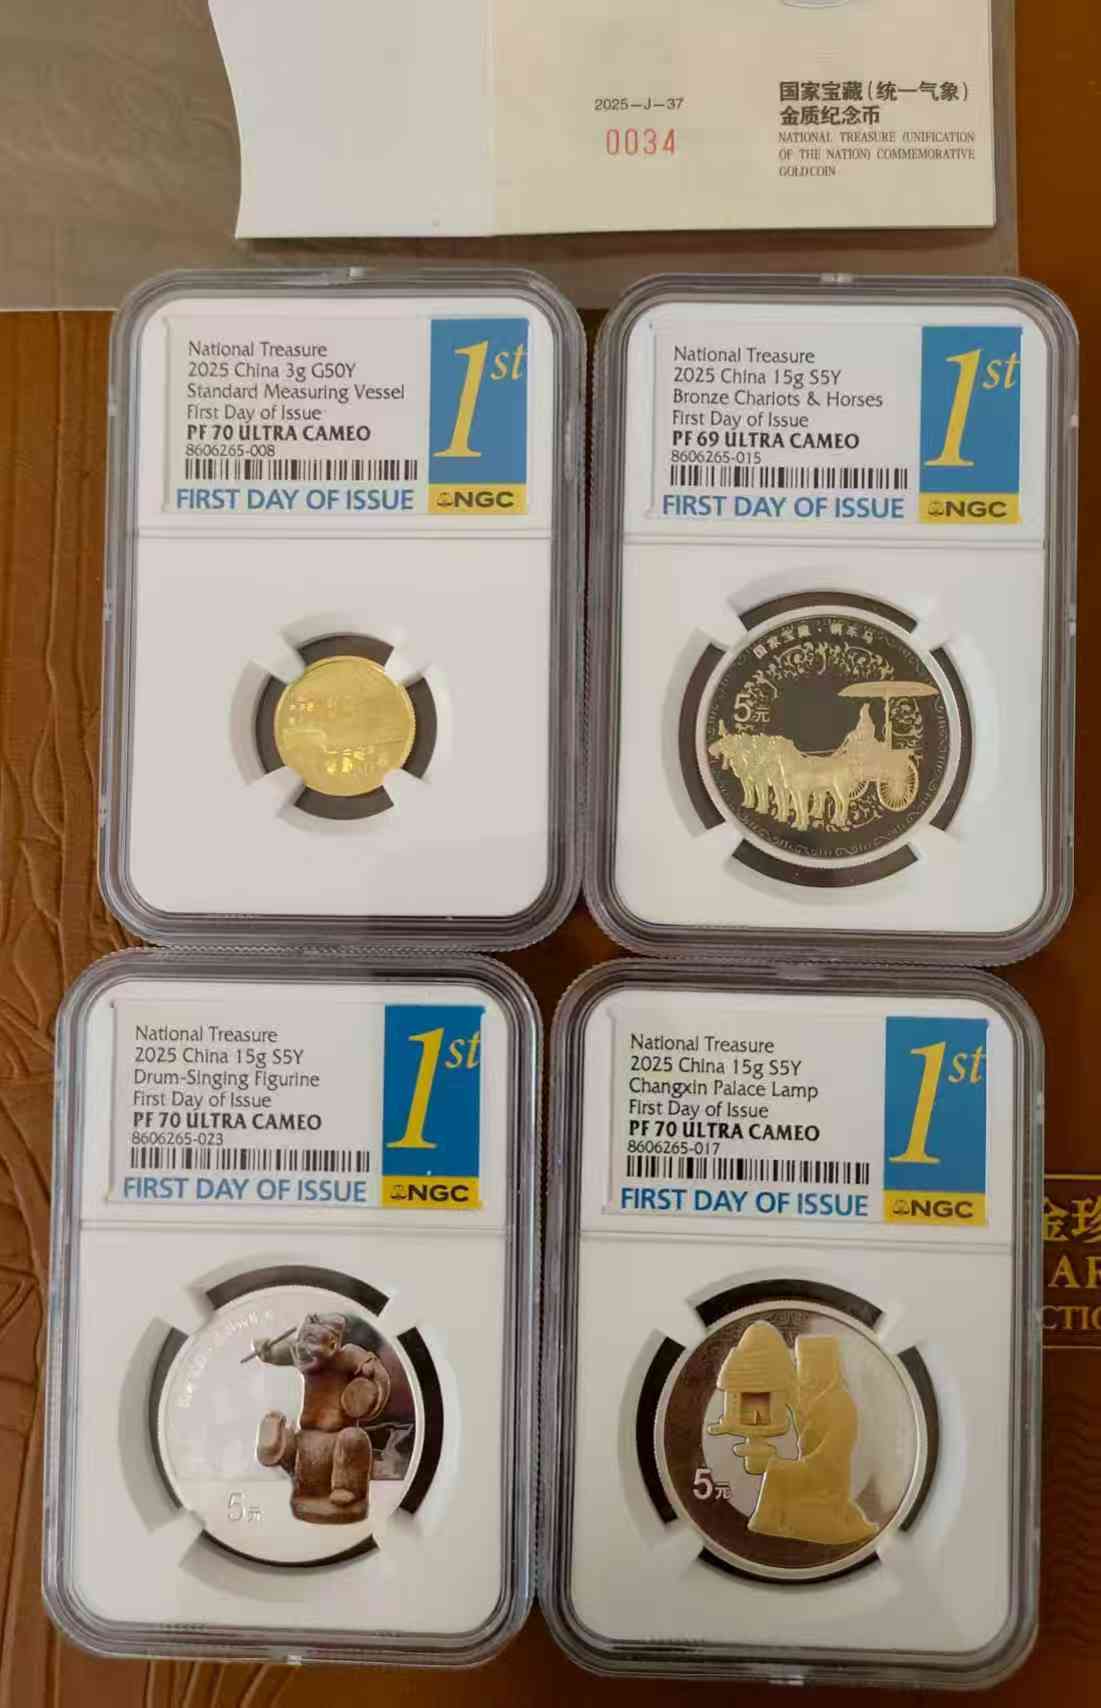 2025-J-37
0034
国家宝藏(统一气象)
金质纪念币
NATIONAL TREASURE (UNIFICATION
OF THE NATION) COMMEMORATIVE
GOLD COIN
National Treasure
2025 China 3g G50Y
Standard Measuring Vessel
First Day of Issue
PF 70 ULTRA CAMEO
8606265-008
FIRST DAY OF ISSUE
1st
NGC
National Treasure
2025 China 15g S5Y
Bronze Chariots & Horses
First Day of Issue
PF 69 ULTRA CAMEO
8606265-015
FIRST DAY OF ISSUE
1st
NGC
国家宝藏·铜车马
5元
National Treasure
2025 China 15g S5Y
Drum-Singing Figurine
First Day of Issue
PF 70 ULTRA CAMEO
8606265-023
FIRST DAY OF ISSUE
1st
NGC
5元
National Treasure
2025 China 15g S5Y
Changxin Palace Lamp
First Day of Issue
PF 70 ULTRA CAMEO
8606265-017
FIRST DAY OF ISSUE
1st
NGC
5元
金珍
AR
CTIO